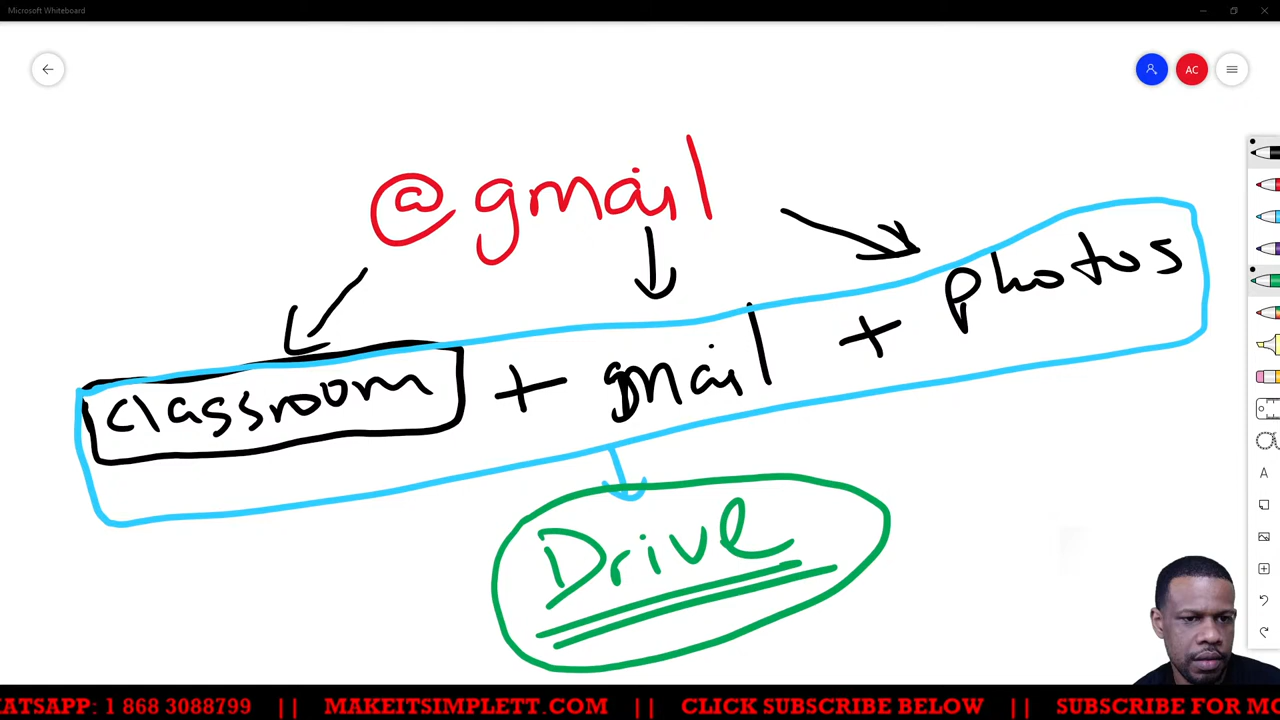 Microsoft Whiteboard
AC
@gmail
classroom + gmail + photos
Drive
A
HATSAPP: 1 868 3088799 || MAKEITSIMPLETT.COM || CLICK SUBSCRIBE BELOW || SUBSCRIBE FOR MO